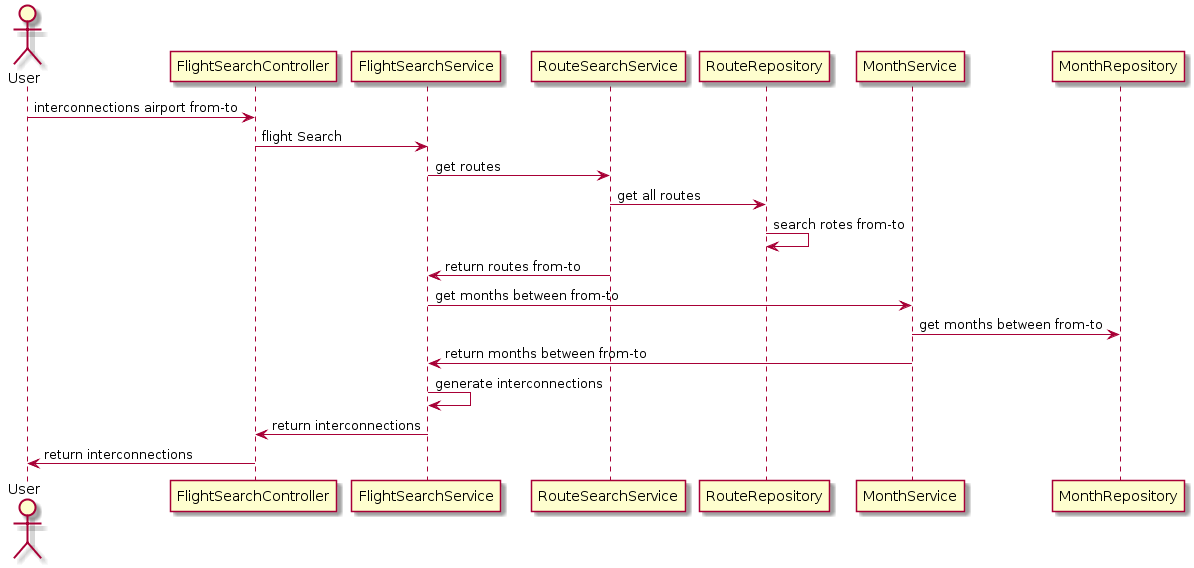 User
FlightSearchController
FlightSearchService
RouteSearchService
RouteRepository
MonthService
MonthRepository
interconnections airport from-to
flight Search
get routes
get all routes
search rotes from-to
return routes from-to
get months between from-to
get months between from-to
return months between from-to
generate interconnections
return interconnections
return interconnections
User
FlightSearchController
FlightSearchService
RouteSearchService
RouteRepository
MonthService
MonthRepository